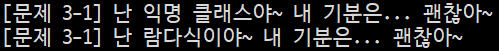 [문제 3-1] 난 익명 클래스야~ 내 기분은... 괜찮아~
[문제 3-1] 난 람다식이야~ 내 기분은... 괜찮아~